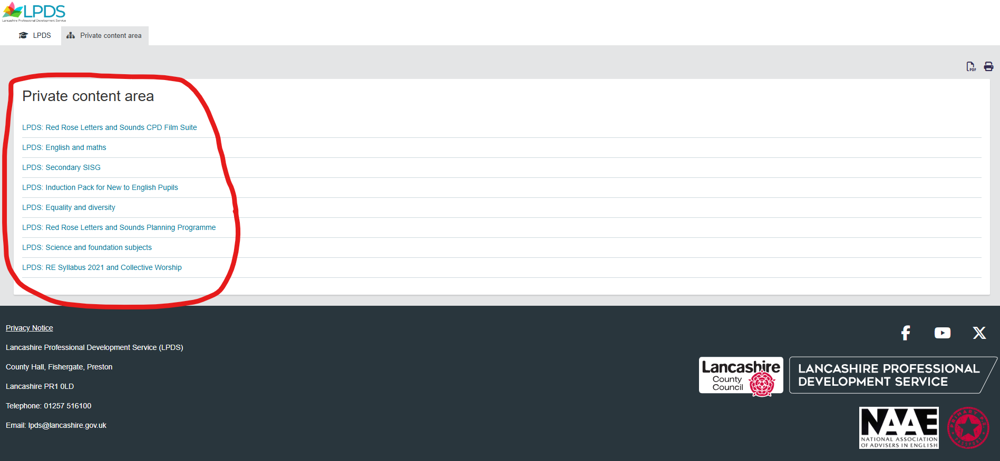 LPDS
Lancashire Professional Development Service
LPDS
Private content area
PDF
Private content area
LPDS: Red Rose Letters and Sounds CPD Film Suite
LPDS: English and maths
LPDS: Secondary SISG
LPDS: Induction Pack for New to English Pupils
LPDS: Equality and diversity
LPDS: Red Rose Letters and Sounds Planning Programme
LPDS: Science and foundation subjects
LPDS: RE Syllabus 2021 and Collective Worship
Privacy Notice
Lancashire Professional Development Service (LPDS)
County Hall, Fishergate, Preston
Lancashire PR1 0LD
Telephone: 01257 516100
Email: lpds@lancashire.gov.uk
Lancashire
County
Council
LANCASHIRE PROFESSIONAL
DEVELOPMENT SERVICE
NAAE
NATIONAL ASSOCIATION
OF ADVISERS IN ENGLISH
PRIMARY P.E.
PASSPORT